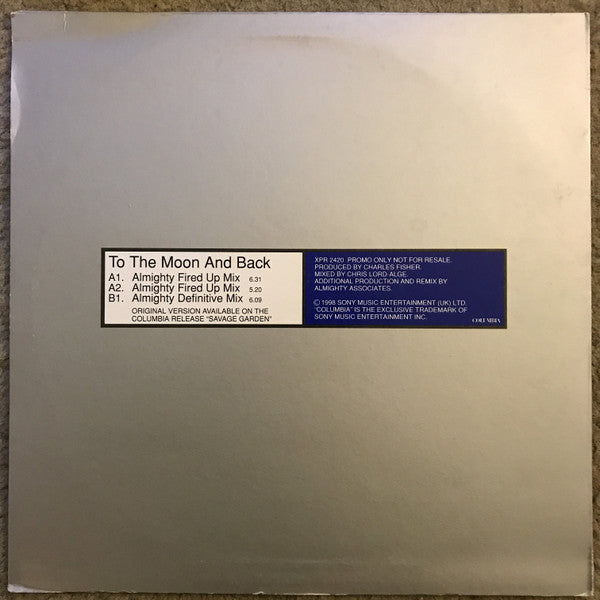 To The Moon And Back
A1. Almighty Fired Up Mix 6.31
A2. Almighty Fired Up Mix 5.20
B1. Almighty Definitive Mix 6.09
ORIGINAL VERSION AVAILABLE ON THE
COLUMBIA RELEASE "SAVAGE GARDEN"
XPR 2420 PROMO ONLY NOT FOR RESALE.
PRODUCED BY CHARLES FISHER.
MIXED BY CHRIS LORD-ALGE.
ADDITIONAL PRODUCTION AND REMIX BY
ALMIGHTY ASSOCIATES.
© 1998 SONY MUSIC ENTERTAINMENT (UK) LTD.
"COLUMBIA" IS THE EXCLUSIVE TRADEMARK OF
SONY MUSIC ENTERTAINMENT INC.
COLUMBIA